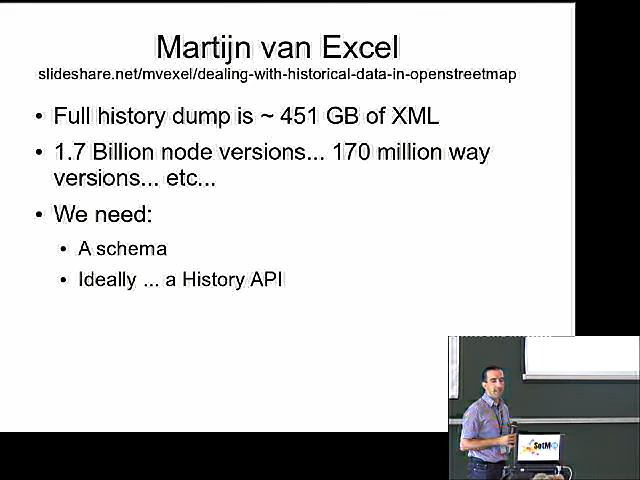 Martijn van Excel
slideshare.net/mvexel/dealing-with-historical-data-in-openstreetmap
• Full history dump is ~ 451 GB of XML
• 1.7 Billion node versions... 170 million way
versions... etc...
• We need:
• A schema
• Ideally ... a History API